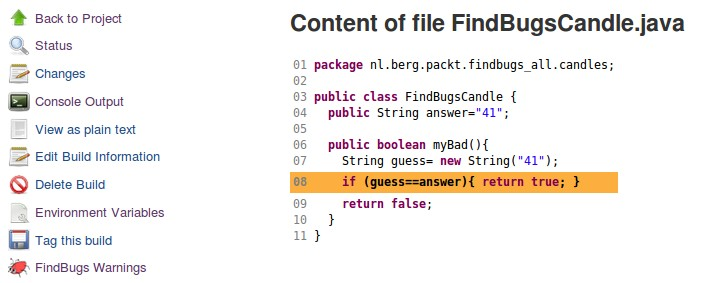 Back to Project
Status
Changes
Console Output
View as plain text
Edit Build Information
Delete Build
Environment Variables
Tag this build
FindBugs Warnings
Content of file FindBugsCandle.java
01 package nl.berg.packt.findbugs_all.candles;
02
03 public class FindBugsCandle {
04   public String answer="41";
05
06   public boolean myBad(){
07     String guess= new String("41");
08     if (guess==answer){ return true; }
09     return false;
10   }
11 }